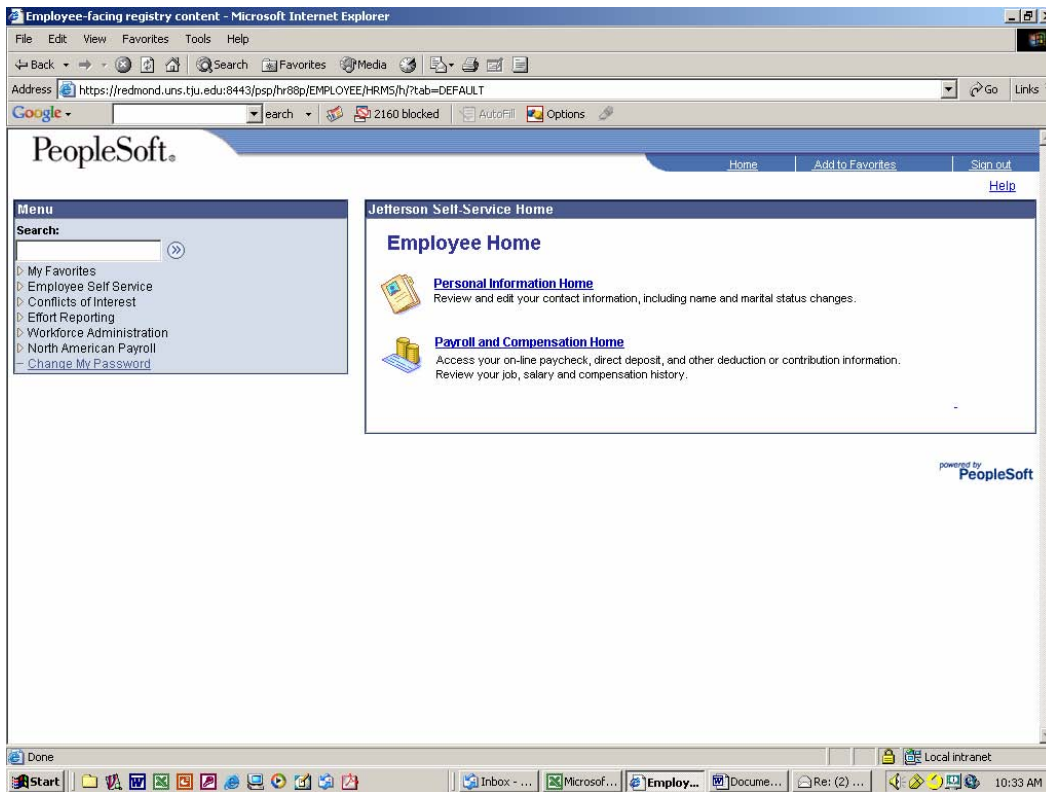 Employee-facing registry content - Microsoft Internet Explorer
File Edit View Favorites Tools Help
Back Search Favorites Media
Address https://redmond.uns.tju.edu:8443/psp/hr88p/EMPLOYEE/HRMS/h/?tab=DEFAULT Go Links
Google earch 2160 blocked AutoFill Options
PeopleSoft.
Home Add to Favorites Sign out
Help
Menu
Search:
My Favorites
Employee Self Service
Conflicts of Interest
Effort Reporting
Workforce Administration
North American Payroll
Change My Password
Jefferson Self-Service Home
Employee Home
Personal Information Home
Review and edit your contact information, including name and marital status changes.
Payroll and Compensation Home
Access your on-line paycheck, direct deposit, and other deduction or contribution information.
Review your job, salary and compensation history.
powered by
PeopleSoft
Done Local intranet
Start Inbox - ... Microsof... Employ... Docume... Re: (2) ... 10:33 AM